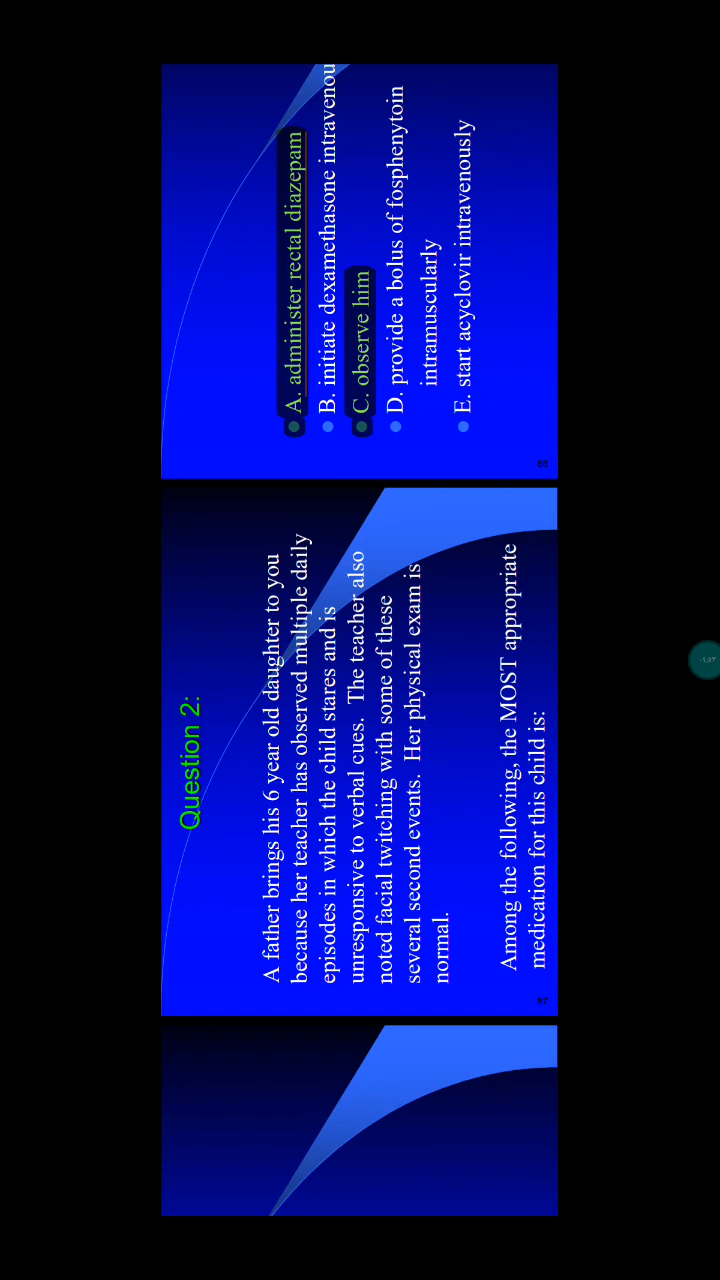 A. administer rectal diazepam
B. initiate dexamethasone intravenou
C. observe him
D. provide a bolus of fosphenytoin
intramuscularly
E. start acyclovir intravenously
86
Question 2:
A father brings his 6 year old daughter to you
because her teacher has observed multiple daily
episodes in which the child stares and is
unresponsive to verbal cues. The teacher also
noted facial twitching with some of these
several second events. Her physical exam is
normal.
Among the following, the MOST appropriate
medication for this child is:
87